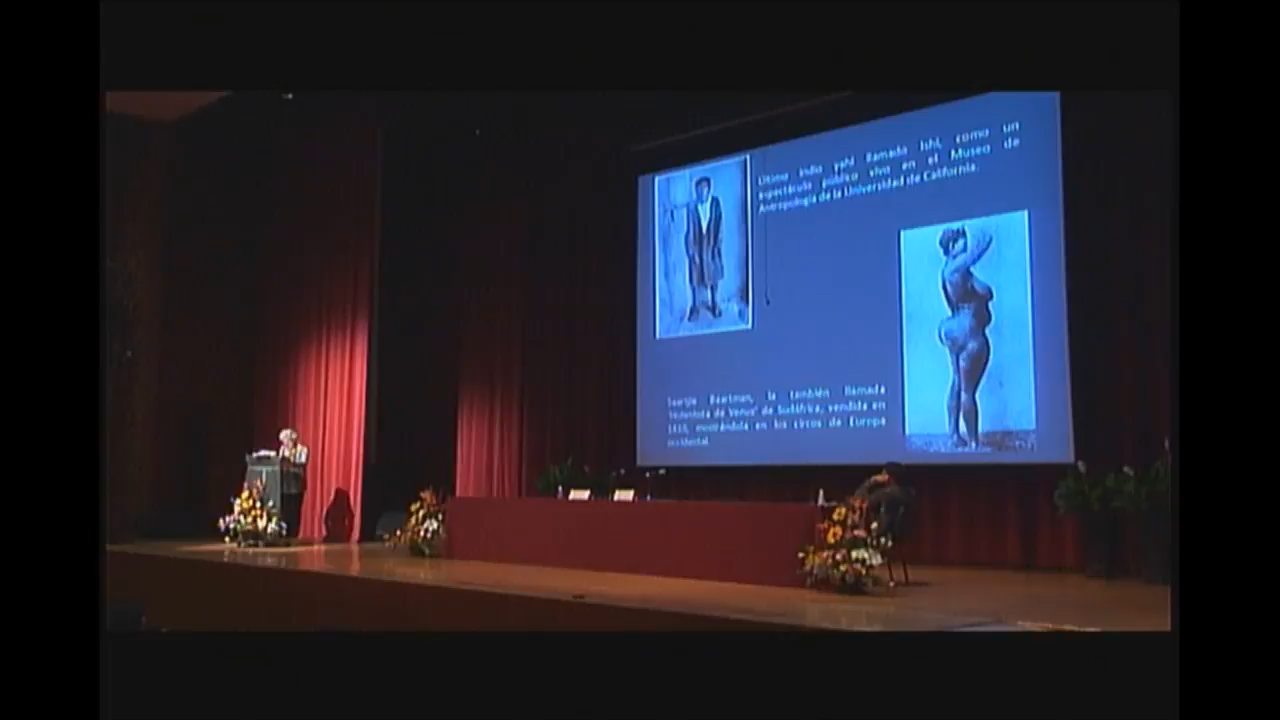 Último indio yahi llamado Ishi, como un
espectáculo público vivo en el Museo de
Antropología de la Universidad de California.
Saartjie Baartman, la también llamada
de Venus' de Sudáfrica, vendida en
1810, mostrándola en los circos de Europa
occidental